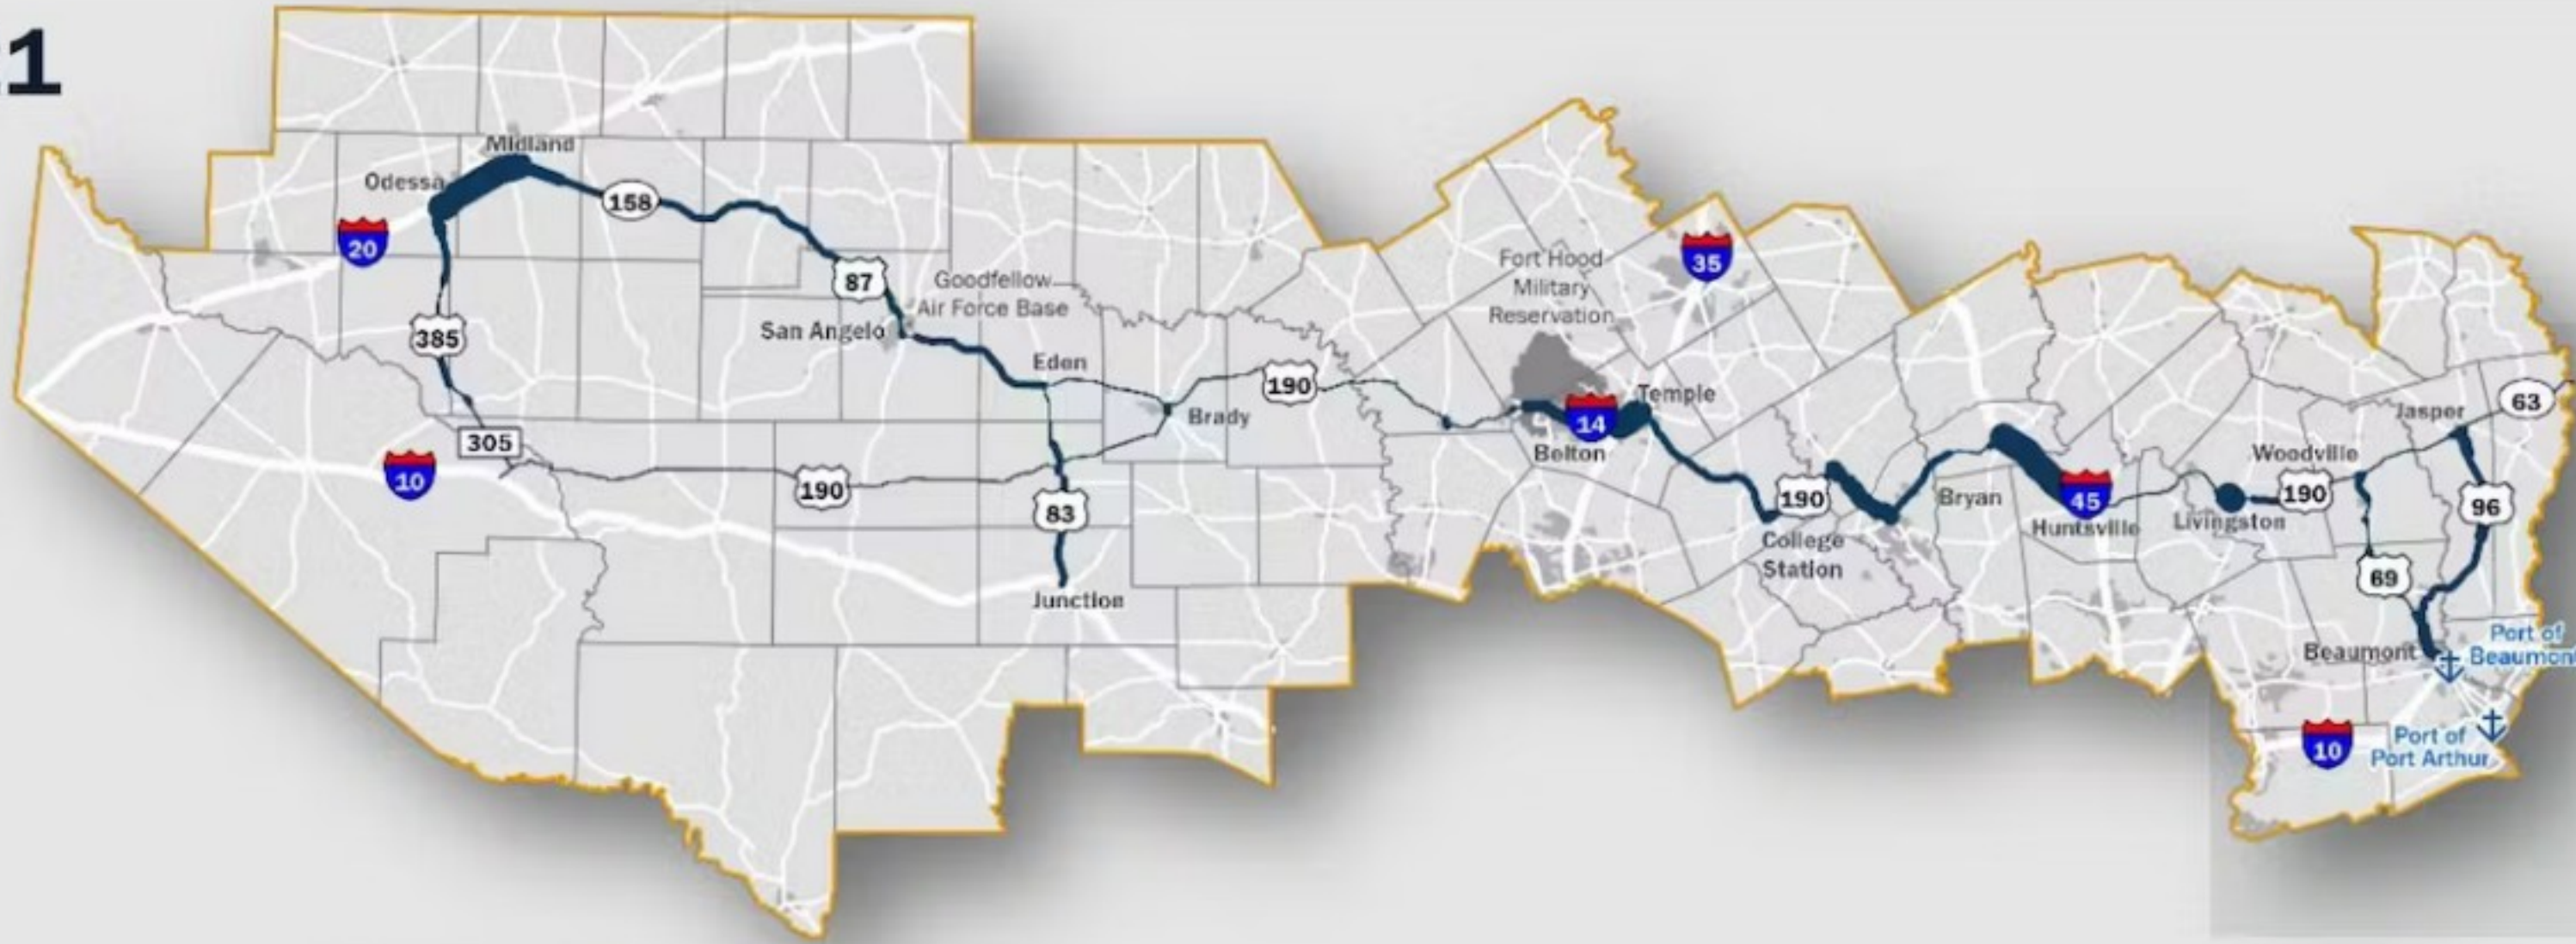 1
Midland
Odessa
158
20
87
Goodfellow
Air Force Base
San Angelo
385
Eden
305
10
190
Brady
190
83
Junction
Fort Hood
Military
Reservation
35
Temple
14
Belton
190
College
Station
Bryan
45
Huntsville
Livingston
190
Woodville
Jasper
63
96
69
Beaumont
Port of
Beaumont
10
Port of
Port Arthur